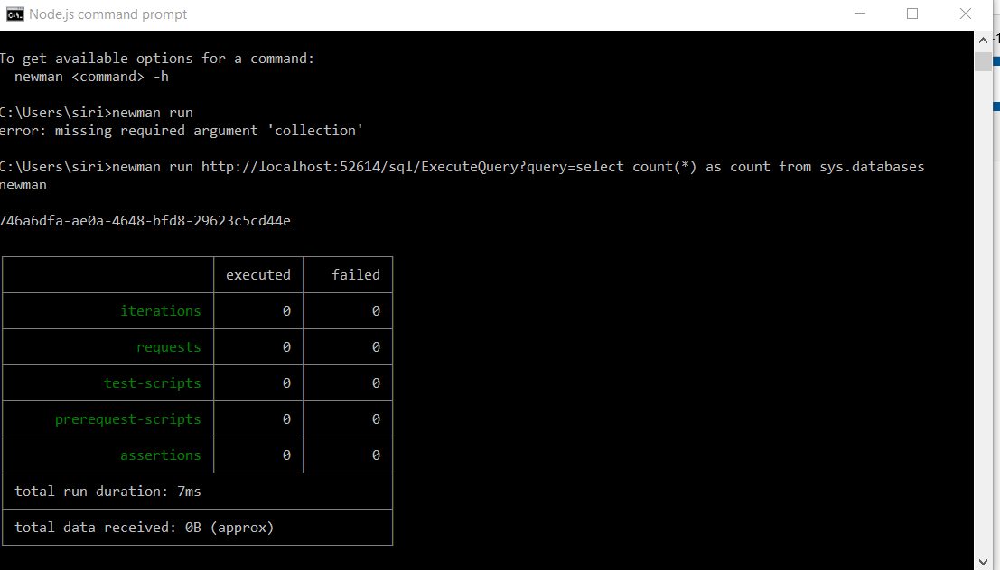 Node.js command prompt
To get available options for a command:
newman <command> -h
C:\Users\siri>newman run
error: missing required argument 'collection'
C:\Users\siri>newman run http://localhost:52614/sql/ExecuteQuery?query=select count(*) as count from sys.databases
newman
746a6dfa-ae0a-4648-bfd8-29623c5cd44e
executed failed
iterations 0 0
requests 0 0
test-scripts 0 0
prerequest-scripts 0 0
assertions 0 0
total run duration: 7ms
total data received: 0B (approx)